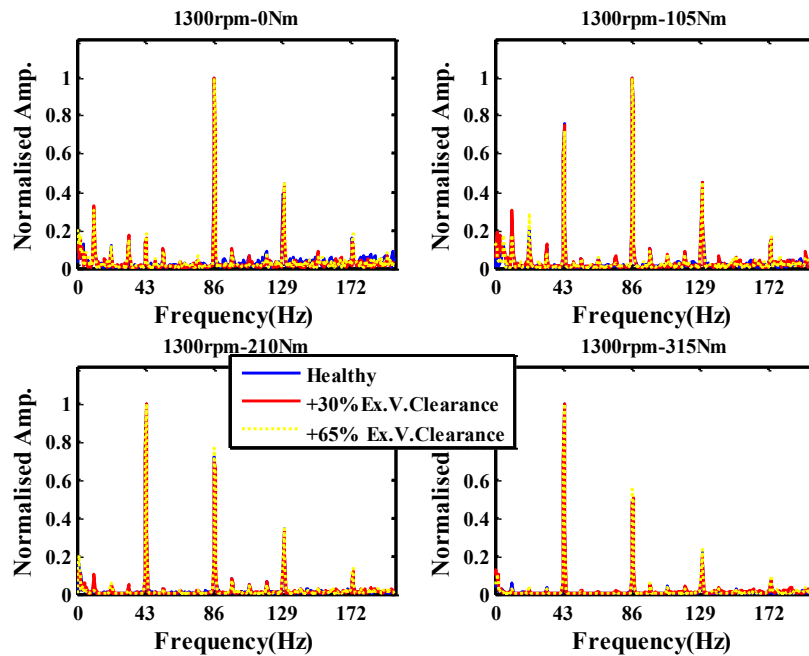 1300rpm-0Nm
Normalised Amp.
1
0.8
0.6
0.4
0.2
0
0 43 86 129 172
Frequency(Hz)
1300rpm-105Nm
Normalised Amp.
1
0.8
0.6
0.4
0.2
0
0 43 86 129 172
Frequency(Hz)
1300rpm-210Nm
Normalised Amp.
1
0.8
0.6
0.4
0.2
0
0 43 86 129 172
Frequency(Hz)
1300rpm-315Nm
Normalised Amp.
1
0.8
0.6
0.4
0.2
0
0 43 86 129 172
Frequency(Hz)
Healthy
+30%Ex.V.Clearance
+65% Ex.V.Clearance